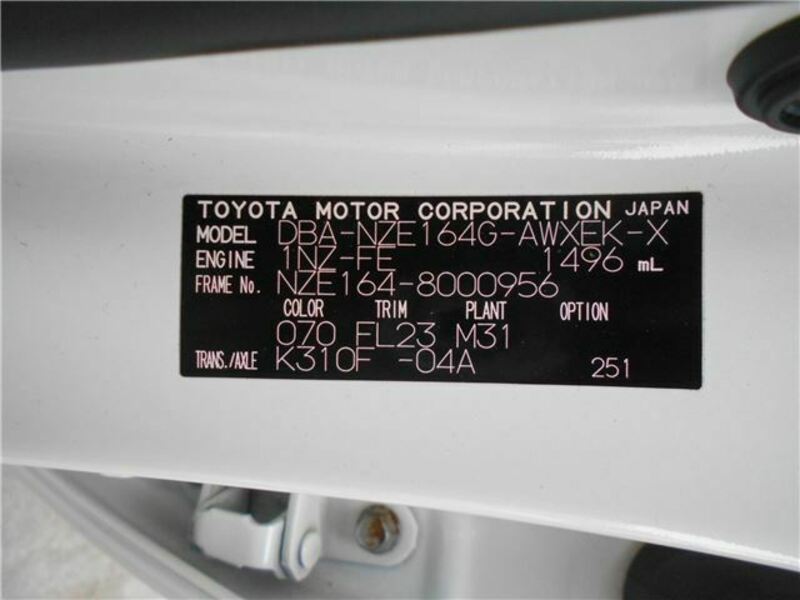 TOYOTA MOTOR CORPORATION JAPAN
MODEL DBA-NZE164G-AWXEK-X
ENGINE 1NZ-FE 1496 mL
FRAME No. NZE164-8000956
COLOR TRIM PLANT OPTION
070 FL23 M31
TRANS./AXLE K310F -04A 251